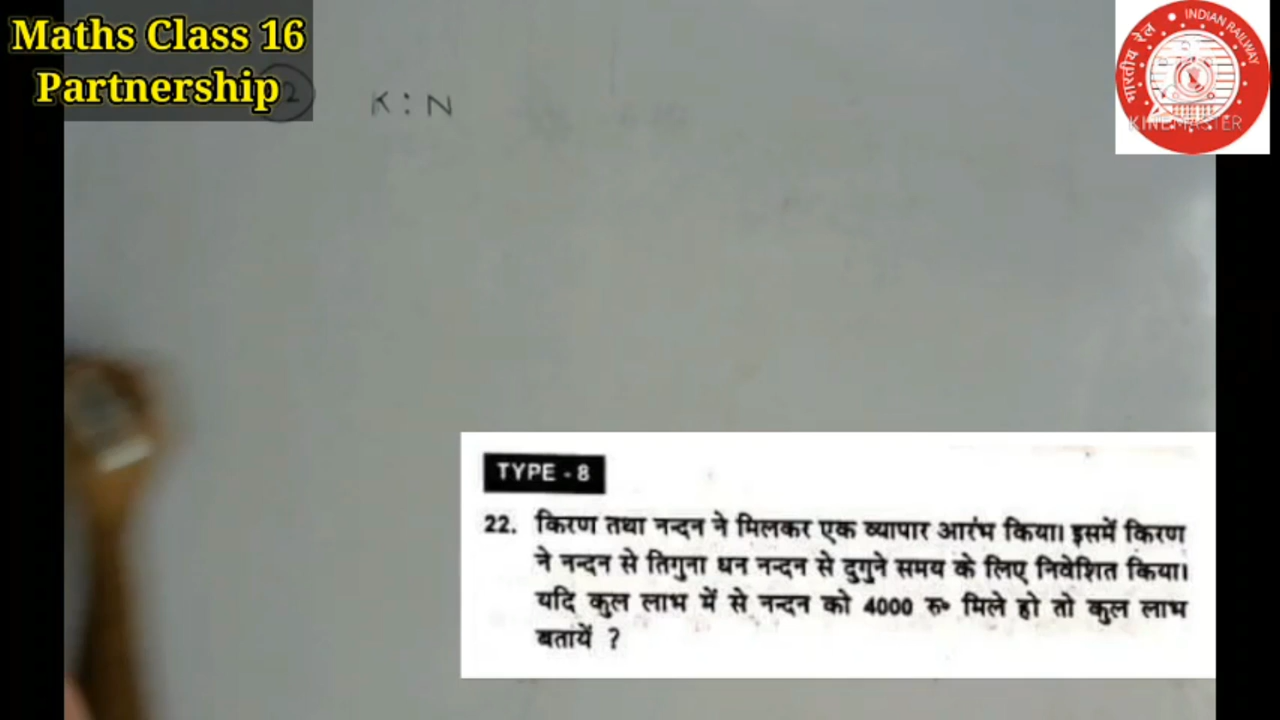 Maths Class 16
Partnership
2
K : N
INDIAN RAILWAY
भारतीय रेल
KINEMASTER
TYPE - 8
22. किरण तथा नन्दन ने मिलकर एक व्यापार आरंभ किया। इसमें किरण
ने नन्दन से तिगुना धन नन्दन से दुगुने समय के लिए निवेशित किया।
यदि कुल लाभ में से नन्दन को 4000 रु॰ मिले हो तो कुल लाभ
बतायें ?